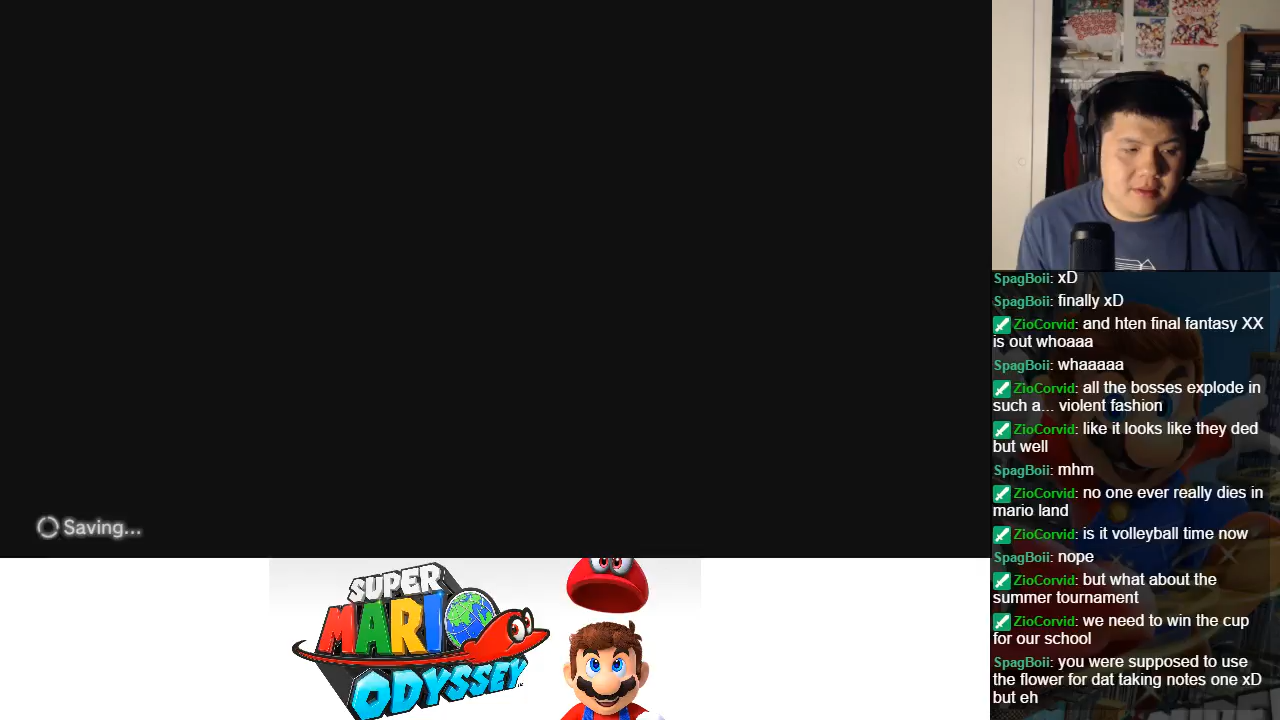 Saving...
SUPER
MARIO
ODYSSEY
SpagBoii: xD
SpagBoii: finally xD
ZioCorvid: and hten final fantasy XX
is out whoaaa
SpagBoii: whaaaaa
ZioCorvid: all the bosses explode in
such a... violent fashion
ZioCorvid: like it looks like they ded
but well
SpagBoii: mhm
ZioCorvid: no one ever really dies in
mario land
ZioCorvid: is it volleyball time now
SpagBoii: nope
ZioCorvid: but what about the
summer tournament
ZioCorvid: we need to win the cup
for our school
SpagBoii: you were supposed to use
the flower for dat taking notes one xD
but eh